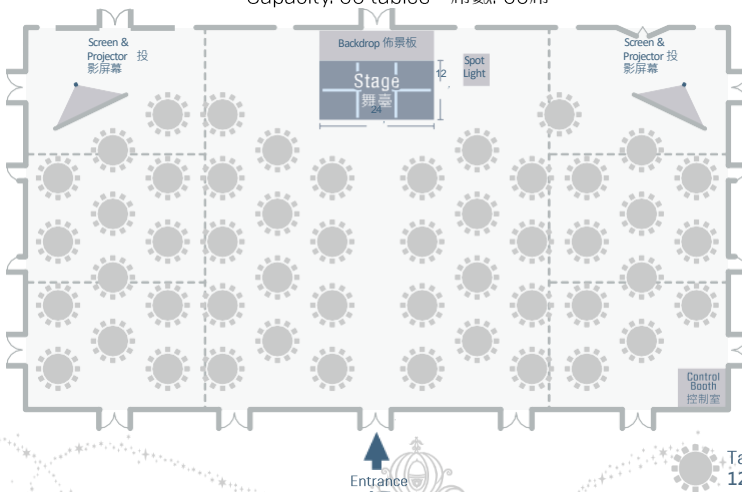 Screen &
Projector 投
影屏幕
Backdrop 佈景板
Stage
舞臺
24
12
Spot
Light
Screen &
Projector 投
影屏幕
Control
Booth
控制室
Entrance
12